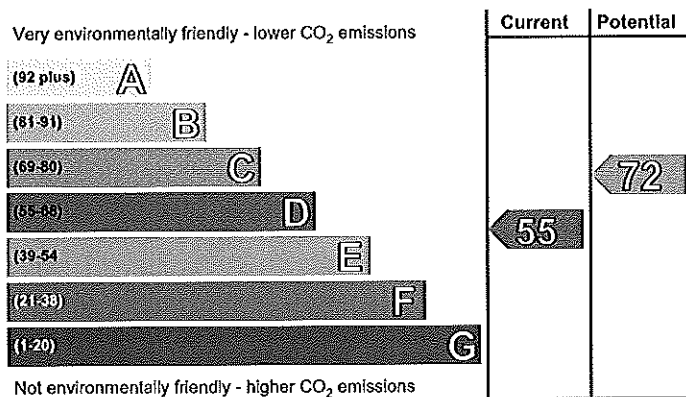 Current Potential
Very environmentally friendly - lower CO₂ emissions
(92 plus) A
(81-91) B
(69-80) C
72
(55-68) D
55
(39-54 E
(21-38) F
(1-20) G
Not environmentally friendly - higher CO₂ emissions